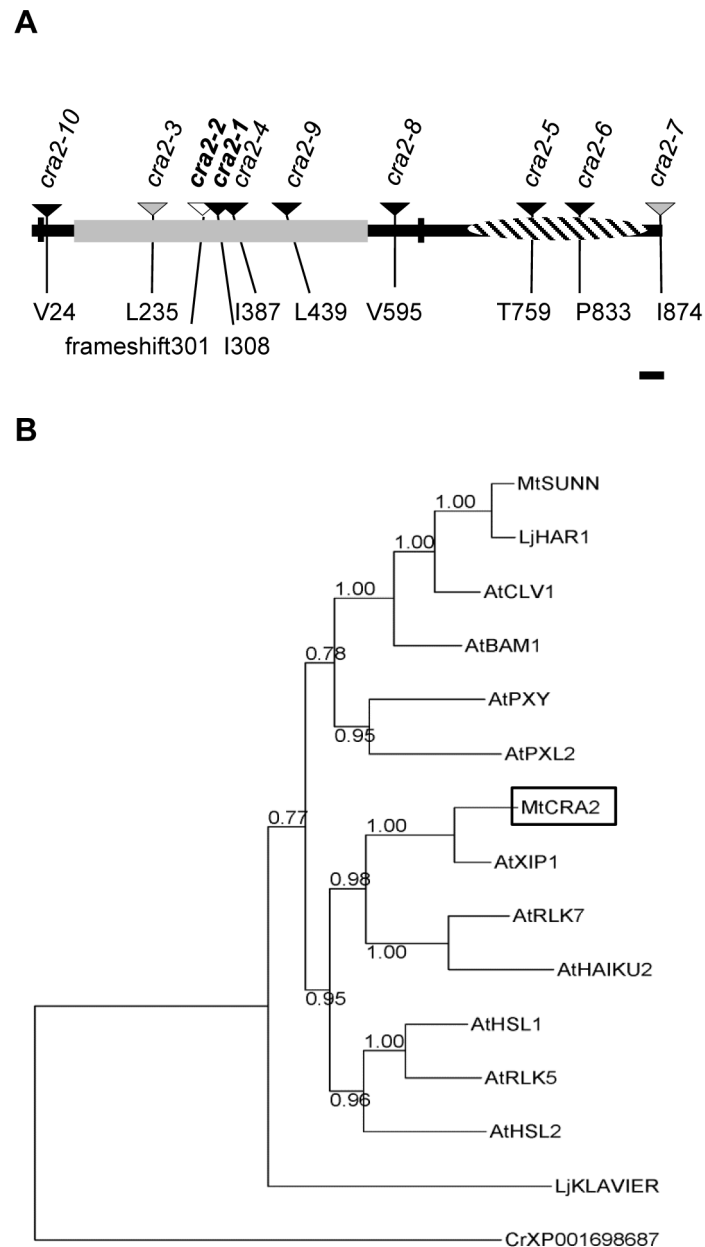 A
cra2-10 cra2-3 cra2-2 cra2-1 cra2-4 cra2-9 cra2-8 cra2-5 cra2-6 cra2-7
V24 L235 I387 L439 V595 T759 P833 I874
frameshift301 I308
B
MtSUNN
1.00
LjHAR1
1.00
AtCLV1
1.00
AtBAM1
0.78
AtPXY
0.95
AtPXL2
MtCRA2
0.77
1.00
AtXIP1
0.98
AtRLK7
1.00
AtHAIKU2
0.95
AtHSL1
1.00
AtRLK5
0.96
AtHSL2
LjKLAVIER
CrXP001698687